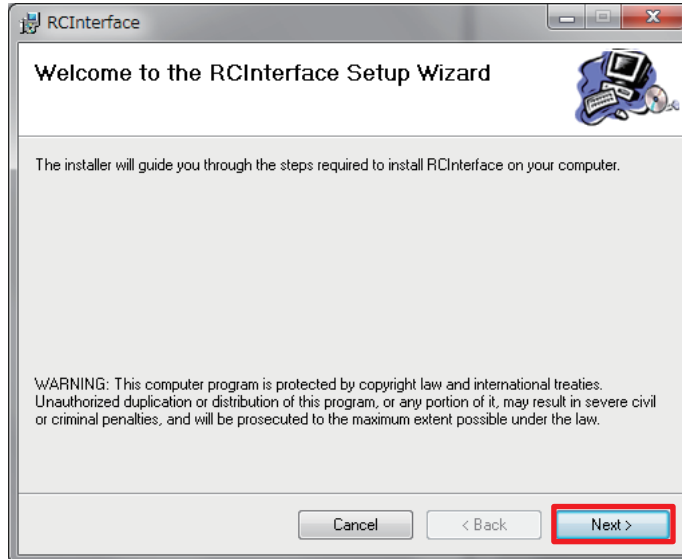 RCInterface
Welcome to the RCInterface Setup Wizard
The installer will guide you through the steps required to install RCInterface on your computer.
WARNING: This computer program is protected by copyright law and international treaties.
Unauthorized duplication or distribution of this program, or any portion of it, may result in severe civil
or criminal penalties, and will be prosecuted to the maximum extent possible under the law.
Cancel
< Back
Next >